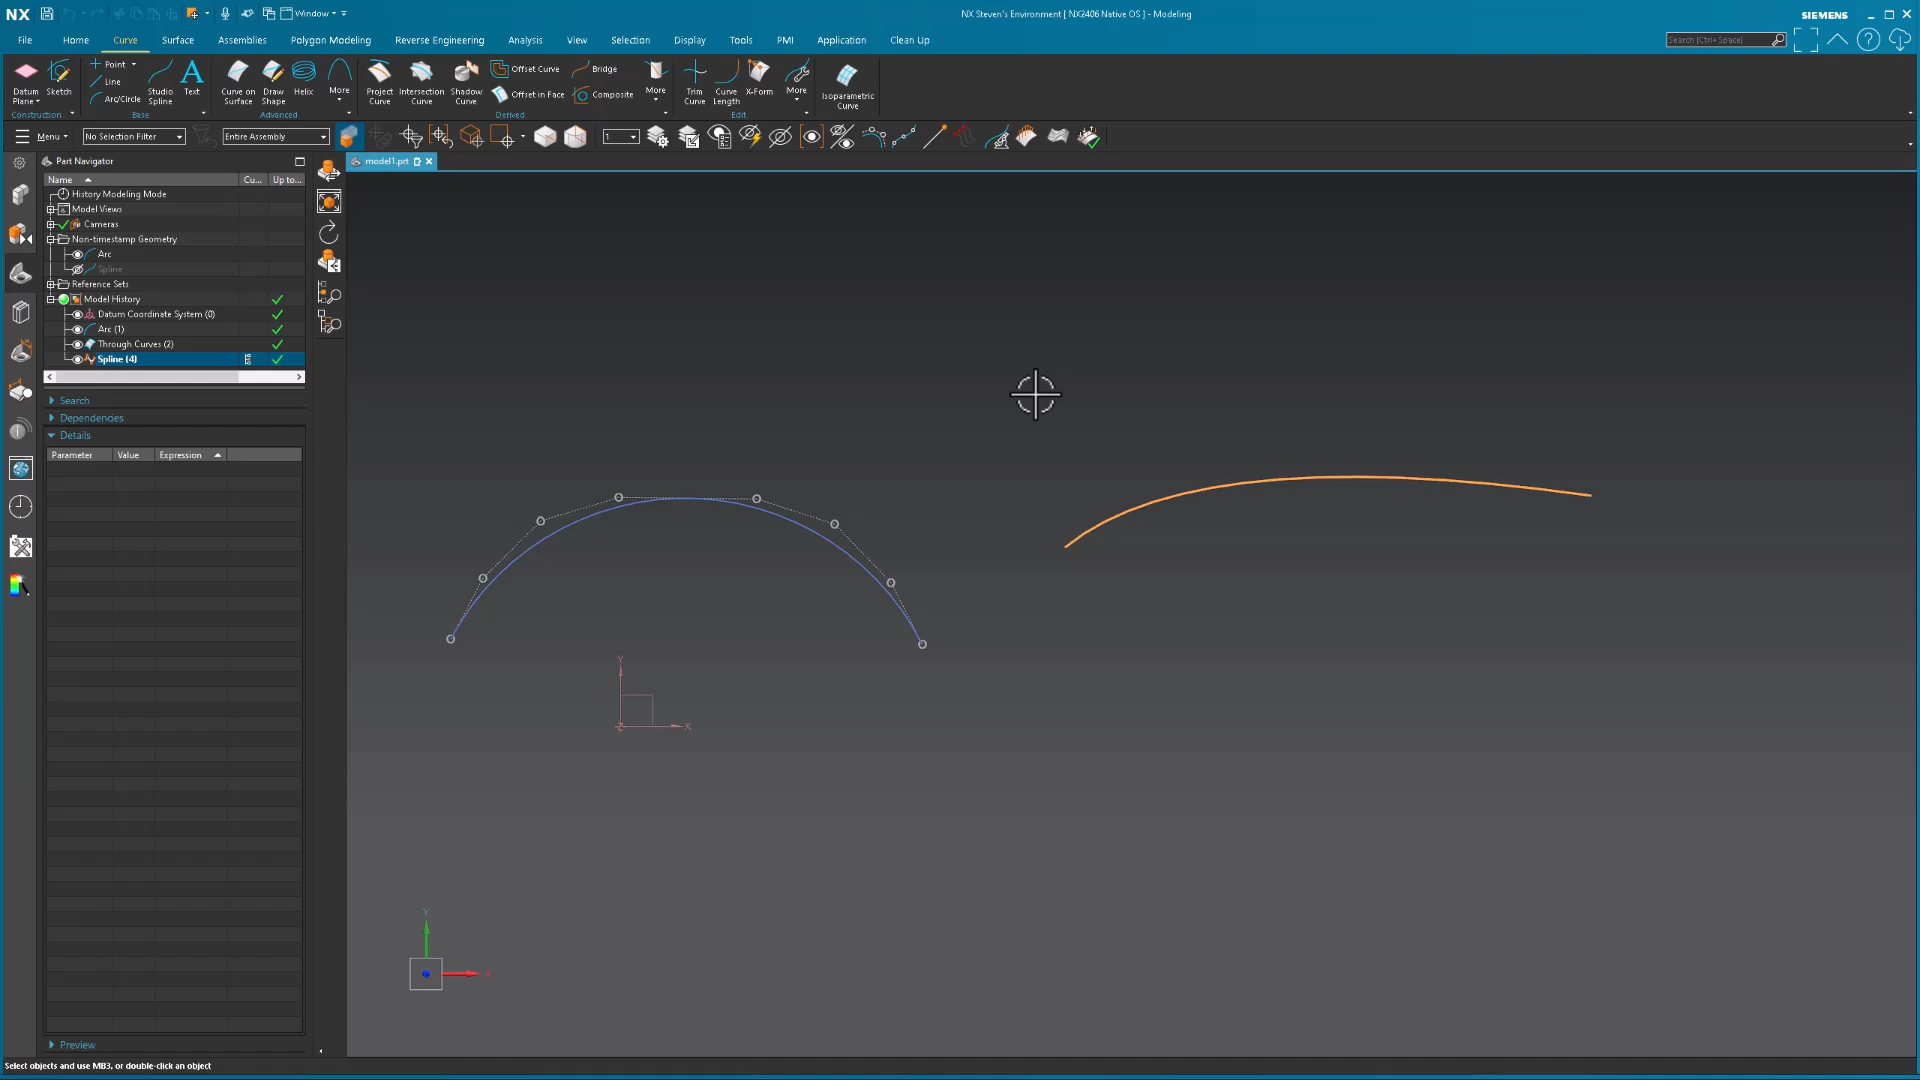 NX
Window
NX Steven's Environment [ NX2406 Native OS ] - Modeling
SIEMENS
File
Home
Curve
Surface
Assemblies
Polygon Modeling
Reverse Engineering
Analysis
View
Selection
Display
Tools
PMI
Application
Clean Up
Search (Ctrl+Space)
Datum Plane
Sketch
Construction
Point
Line
Arc/Circle
Studio Spline
Text
Base
Curve on Surface
Draw Shape
Helix
More
Advanced
Project Curve
Intersection Curve
Shadow Curve
Offset Curve
Offset in Face
Bridge
Composite
More
Derived
Trim Curve
Curve Length
X-Form
More
Edit
Isoparametric Curve
Menu
No Selection Filter
Entire Assembly
1
Part Navigator
model1.prt
Name
Cu...
Up to...
History Modeling Mode
Model Views
Cameras
Non-timestamp Geometry
Arc
Spline
Reference Sets
Model History
Datum Coordinate System (0)
Arc (1)
Through Curves (2)
Spline (4)
Search
Dependencies
Details
Parameter
Value
Expression
Y
X
Z
Y
X
Preview
Select objects and use MB3, or double-click an object